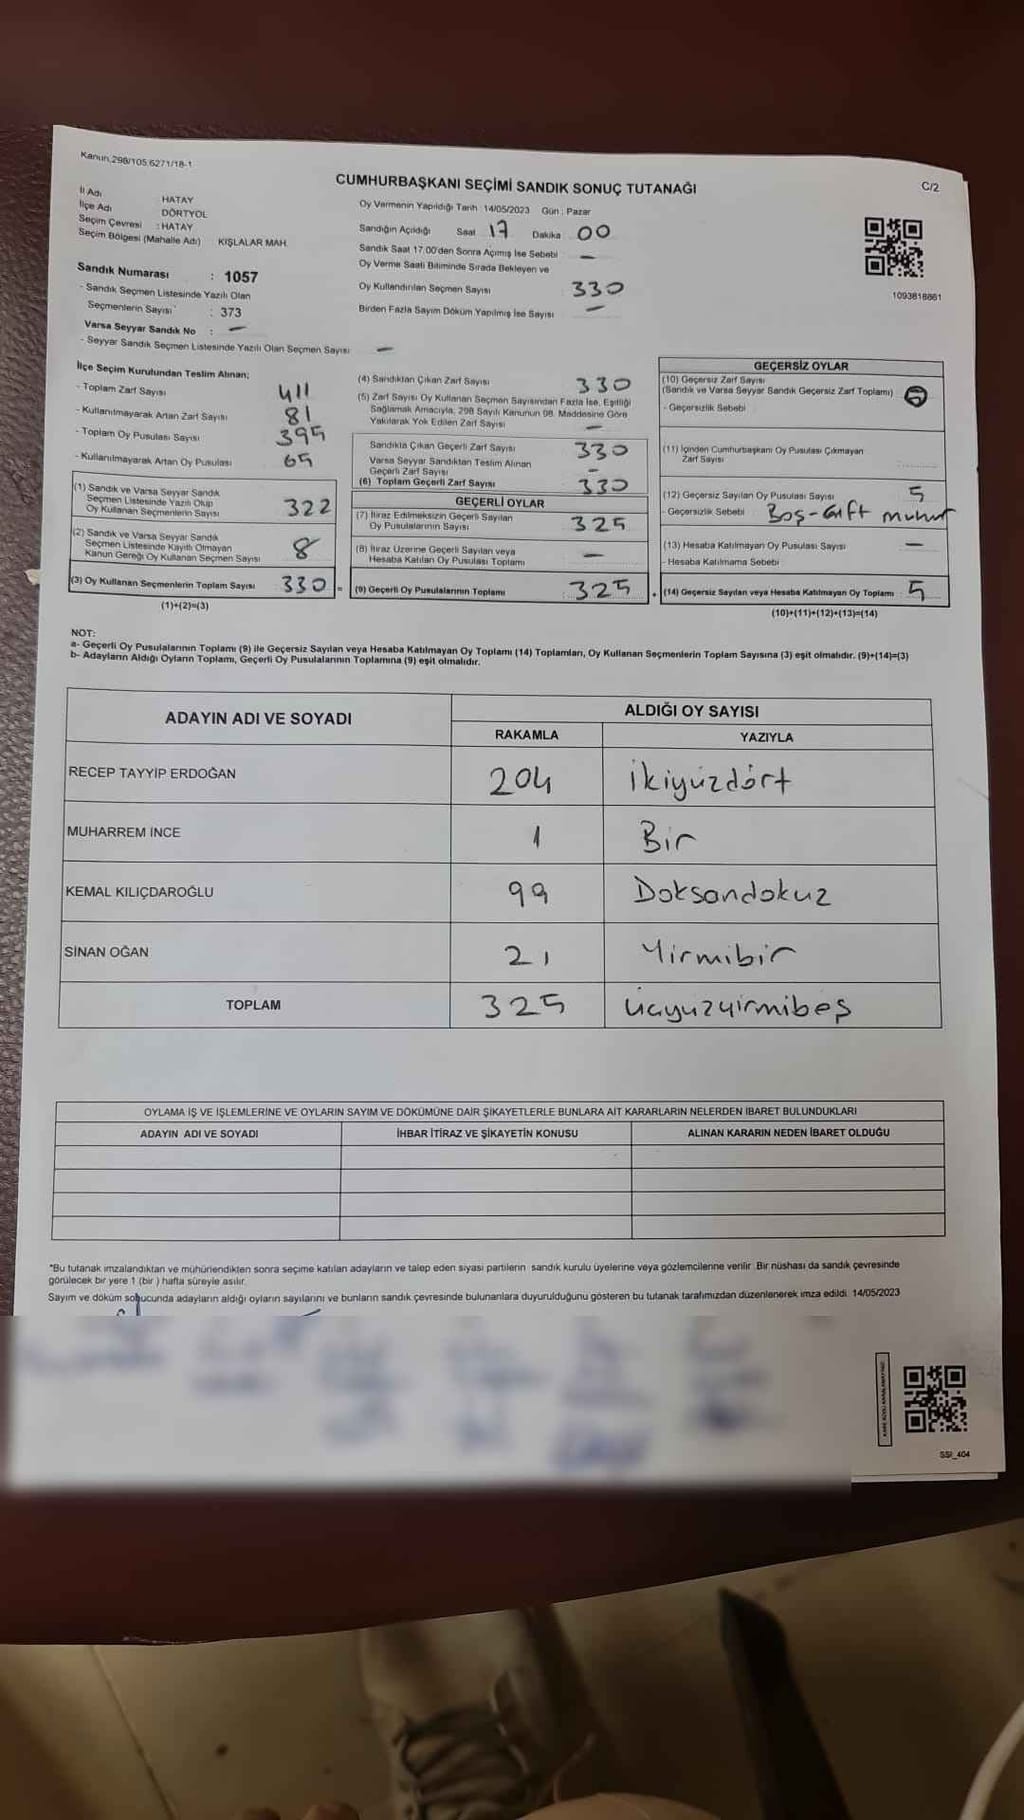 Kanun,298/105,6271/18-1
CUMHURBAŞKANI SEÇİMİ SANDIK SONUÇ TUTANAĞI
C/2
İl Adı HATAY
İlçe Adı DÖRTYOL
Seçim Çevresi : HATAY
Seçim Bölgesi (Mahalle Adı) KIŞLALAR MAH.
Sandık Numarası : 1057
- Sandık Seçmen Listesinde Yazılı Olan
Seçmenlerin Sayısı : 373
Varsa Seyyar Sandık No : —
- Seyyar Sandık Seçmen Listesinde Yazılı Olan Seçmen Sayısı —
Oy Vermenin Yapıldığı Tarih 14/05/2023 Gün : Pazar
Sandığın Açıldığı Saat 17 Dakika 00
Sandık Saat 17.00'den Sonra Açılmış İse Sebebi —
Oy Verme Saati Bitiminde Sırada Bekleyen ve
Oy Kullandırılan Seçmen Sayısı 330
Birden Fazla Sayım Döküm Yapılmış İse Sayısı —
1093818661
İlçe Seçim Kurulundan Teslim Alınan;
- Toplam Zarf Sayısı 411
- Kullanılmayarak Artan Zarf Sayısı 81
- Toplam Oy Pusulası Sayısı 395
- Kullanılmayarak Artan Oy Pusulası 65
(1) Sandık ve Varsa Seyyar Sandık
Seçmen Listesinde Yazılı Olup
Oy Kullanan Seçmenlerin Sayısı 322
(2) Sandık ve Varsa Seyyar Sandık
Seçmen Listesinde Kayıtlı Olmayan
Kanun Gereği Oy Kullanan Seçmen Sayısı 8
(3) Oy Kullanan Seçmenlerin Toplam Sayısı 330
(1)+(2)=(3)
(4) Sandıktan Çıkan Zarf Sayısı 330
(5) Zarf Sayısı Oy Kullanan Seçmen Sayısından Fazla İse, Eşitliği
Sağlamak Amacıyla, 298 Sayılı Kanunun 98. Maddesine Göre
Yakılarak Yok Edilen Zarf Sayısı —
Sandıkta Çıkan Geçerli Zarf Sayısı 330
Varsa Seyyar Sandıktan Teslim Alınan
Geçerli Zarf Sayısı -
(6) Toplam Geçerli Zarf Sayısı 330
GEÇERLİ OYLAR
(7) İtiraz Edilmeksizin Geçerli Sayılan
Oy Pusulalarının Sayısı 325
(8) İtiraz Üzerine Geçerli Sayılan veya
Hesaba Katılan Oy Pusulası Toplamı —
(9) Geçerli Oy Pusulalarının Toplamı 325
GEÇERSİZ OYLAR
(10) Geçersiz Zarf Sayısı
(Sandık ve Varsa Seyyar Sandık Geçersiz Zarf Toplamı)
- Geçersizlik Sebebi
(11) İçinden Cumhurbaşkanı Oy Pusulası Çıkmayan
Zarf Sayısı
(12) Geçersiz Sayılan Oy Pusulası Sayısı 5
- Geçersizlik Sebebi Boş-Çift muhur
(13) Hesaba Katılmayan Oy Pusulası Sayısı —
- Hesaba Katılmama Sebebi
(14) Geçersiz Sayılan veya Hesaba Katılmayan Oy Toplamı 5
(10)+(11)+(12)+(13)=(14)
NOT:
a- Geçerli Oy Pusulalarının Toplamı (9) ile Geçersiz Sayılan veya Hesaba Katılmayan Oy Toplamı (14) Toplamları, Oy Kullanan Seçmenlerin Toplam Sayısına (3) eşit olmalıdır. (9)+(14)=(3)
b- Adayların Aldığı Oyların Toplamı, Geçerli Oy Pusulalarının Toplamına (9) eşit olmalıdır.
ADAYIN ADI VE SOYADI ALDIĞI OY SAYISI
RAKAMLA YAZIYLA
RECEP TAYYİP ERDOĞAN 204 ikiyüzdört
MUHARREM İNCE 1 Bir
KEMAL KILIÇDAROĞLU 99 Doksandokuz
SİNAN OĞAN 21 Yirmibir
TOPLAM 325 üçyüzyirmibeş
OYLAMA İŞ VE İŞLEMLERİNE VE OYLARIN SAYIM VE DÖKÜMÜNE DAİR ŞİKAYETLERLE BUNLARA AİT KARARLARIN NELERDEN İBARET BULUNDUKLARI
ADAYIN ADI VE SOYADI İHBAR İTİRAZ VE ŞİKAYETİN KONUSU ALINAN KARARIN NEDEN İBARET OLDUĞU
*Bu tutanak imzalandıktan ve mühürlendikten sonra seçime katılan adayların ve talep eden siyasi partilerin sandık kurulu üyelerine veya gözlemcilerine verilir. Bir nüshası da sandık çevresinde
görülecek bir yere 1 (bir ) hafta süreyle asılır.
Sayım ve döküm sonucunda adayların aldığı oyların sayılarını ve bunların sandık çevresinde bulunanlara duyurulduğunu gösteren bu tutanak tarafımızdan düzenlenerek imza edildi. 14/05/2023
SSI_404